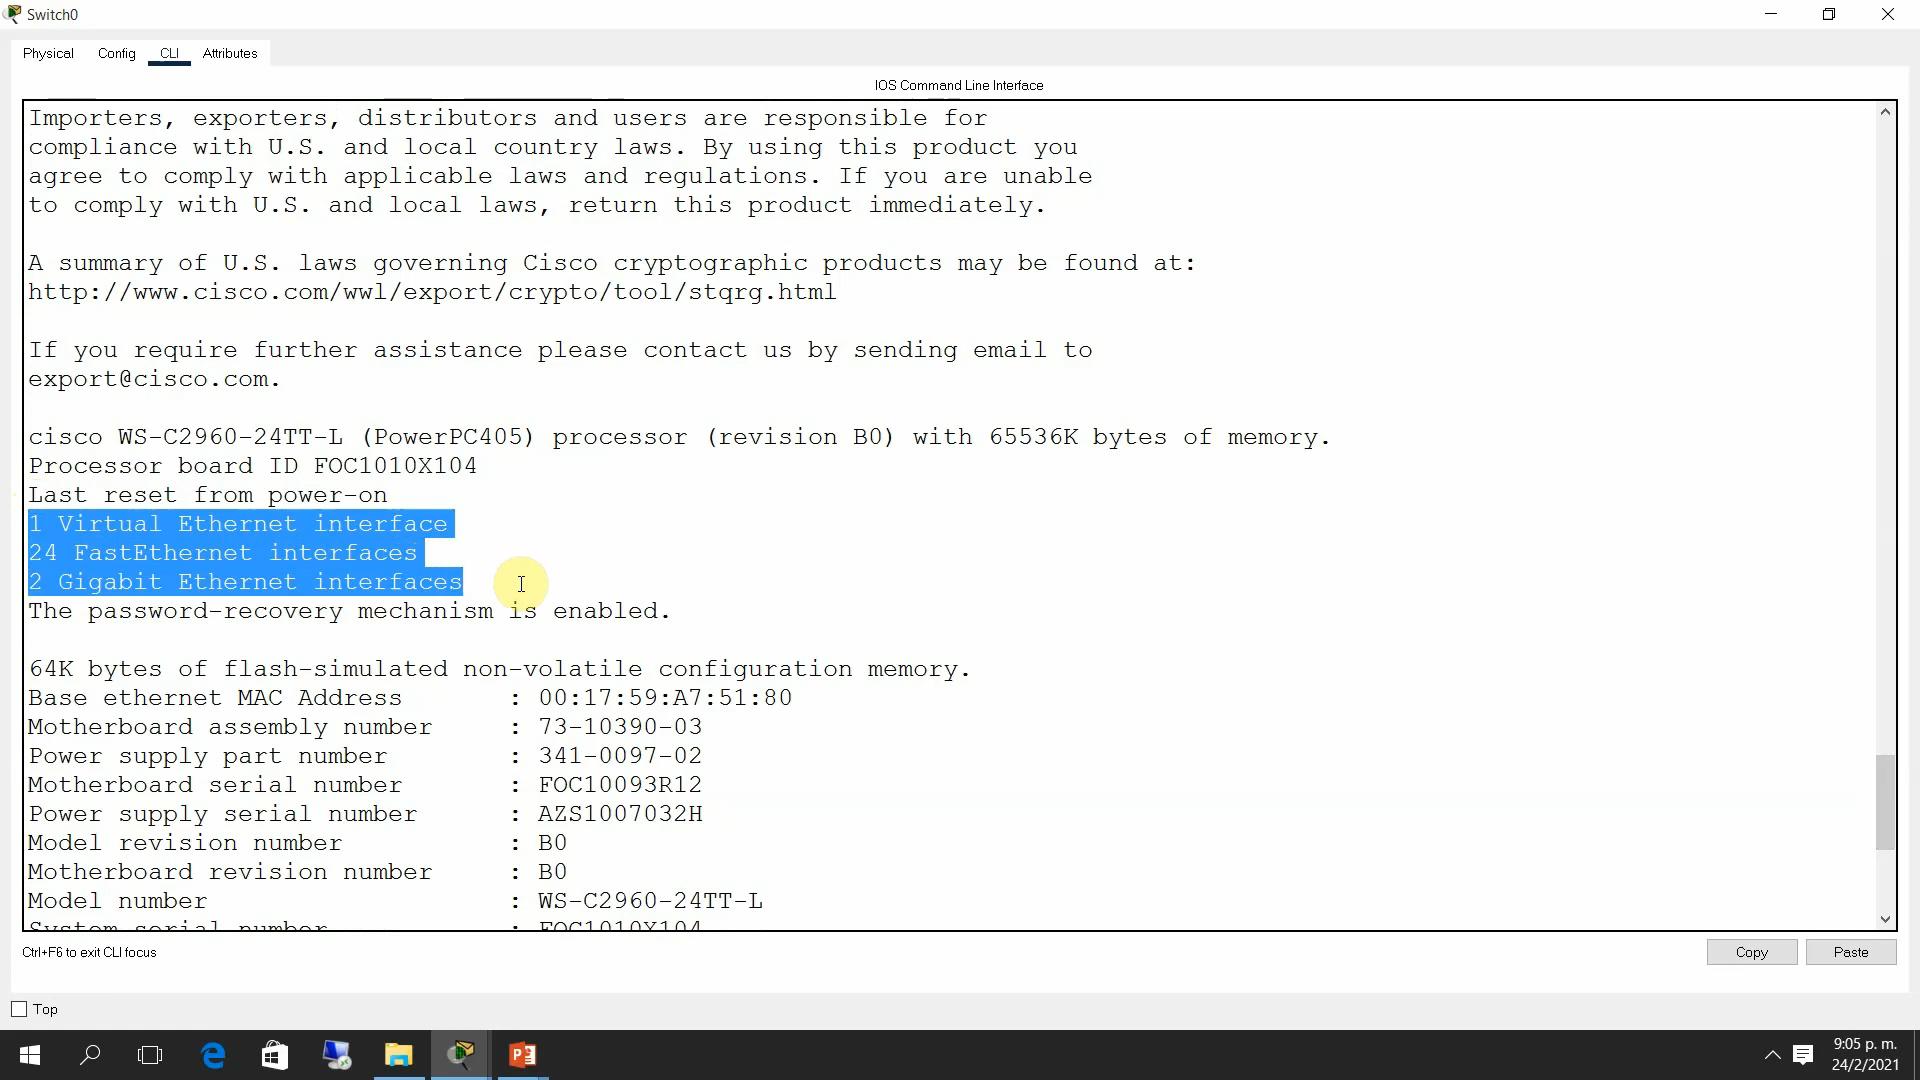 Switch0
Physical Config CLI Attributes
IOS Command Line Interface
Importers, exporters, distributors and users are responsible for
compliance with U.S. and local country laws. By using this product you
agree to comply with applicable laws and regulations. If you are unable
to comply with U.S. and local laws, return this product immediately.
A summary of U.S. laws governing Cisco cryptographic products may be found at:
http://www.cisco.com/wwl/export/crypto/tool/stqrg.html
If you require further assistance please contact us by sending email to
export@cisco.com.
cisco WS-C2960-24TT-L (PowerPC405) processor (revision B0) with 65536K bytes of memory.
Processor board ID FOC1010X104
Last reset from power-on
1 Virtual Ethernet interface
24 FastEthernet interfaces
2 Gigabit Ethernet interfaces
The password-recovery mechanism is enabled.
64K bytes of flash-simulated non-volatile configuration memory.
Base ethernet MAC Address : 00:17:59:A7:51:80
Motherboard assembly number : 73-10390-03
Power supply part number : 341-0097-02
Motherboard serial number : FOC10093R12
Power supply serial number : AZS1007032H
Model revision number : B0
Motherboard revision number : B0
Model number : WS-C2960-24TT-L
System serial number : FOC1010X104
Ctrl+F6 to exit CLI focus
Copy Paste
Top
9:05 p. m.
24/2/2021